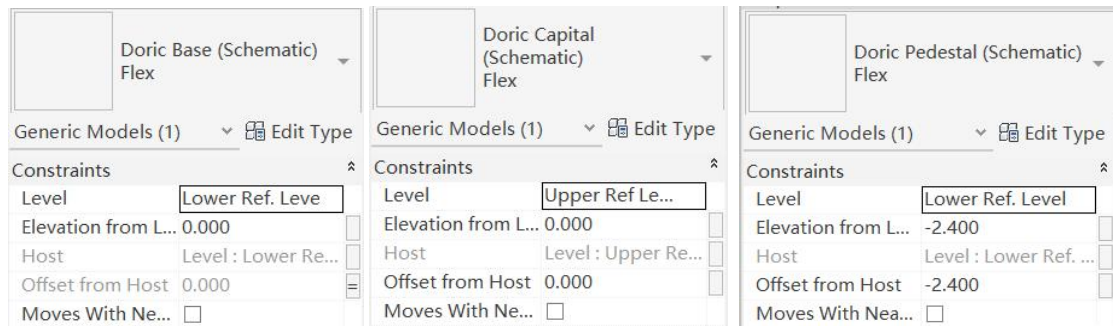 Doric Base (Schematic)
Flex
Generic Models (1)
Edit Type
Constraints
Level Lower Ref. Leve
Elevation from L... 0.000
Host Level : Lower Re...
Offset from Host 0.000 =
Moves With Ne...
Doric Capital
(Schematic)
Flex
Generic Models (1)
Edit Type
Constraints
Level Upper Ref Le...
Elevation from L... 0.000
Host Level : Upper Re...
Offset from Host 0.000
Moves With Ne...
Doric Pedestal (Schematic)
Flex
Generic Models (1)
Edit Type
Constraints
Level Lower Ref. Level
Elevation from L... -2.400
Host Level : Lower Ref. ...
Offset from Host -2.400
Moves With Nea...